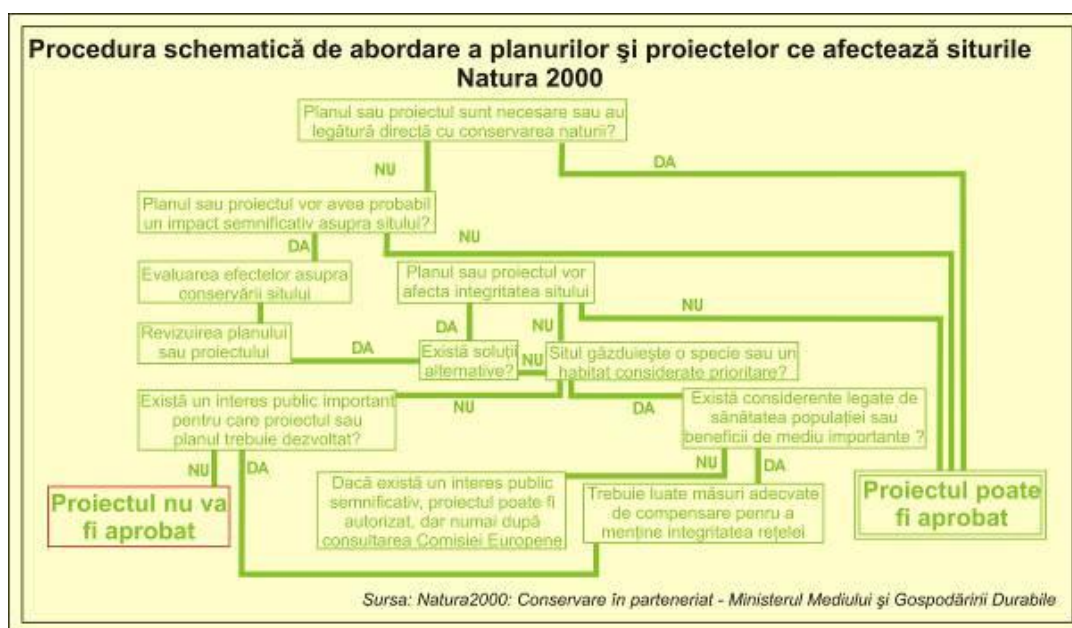 Procedura schematică de abordare a planurilor și proiectelor ce afectează siturile
Natura 2000
Planul sau proiectul sunt necesare sau au
legătură directă cu conservarea naturii?
NU
DA
Planul sau proiectul vor avea probabil
un impact semnificativ asupra sitului?
DA
NU
Evaluarea efectelor asupra
conservării sitului
Planul sau proiectul vor
afecta integritatea sitului
NU
DA
NU
Revizuirea planului
sau proiectului
DA
Există soluții
alternative?
NU
Situl găzduiește o specie sau un
habitat considerate prioritare?
NU
DA
Există un interes public important
pentru care proiectul sau
planul trebuie dezvoltat?
Există considerente legate de
sănătatea populației sau
beneficii de mediu importante ?
NU
DA
NU
DA
Proiectul nu va
fi aprobat
Dacă există un interes public
semnificativ, proiectul poate fi
autorizat, dar numai după
consultarea Comisiei Europene
Trebuie luate măsuri adecvate
de compensare penru a
menține integritatea rețelei
Proiectul poate
fi aprobat
Sursa: Natura2000: Conservare în parteneriat - Ministerul Mediului și Gospodăririi Durabile